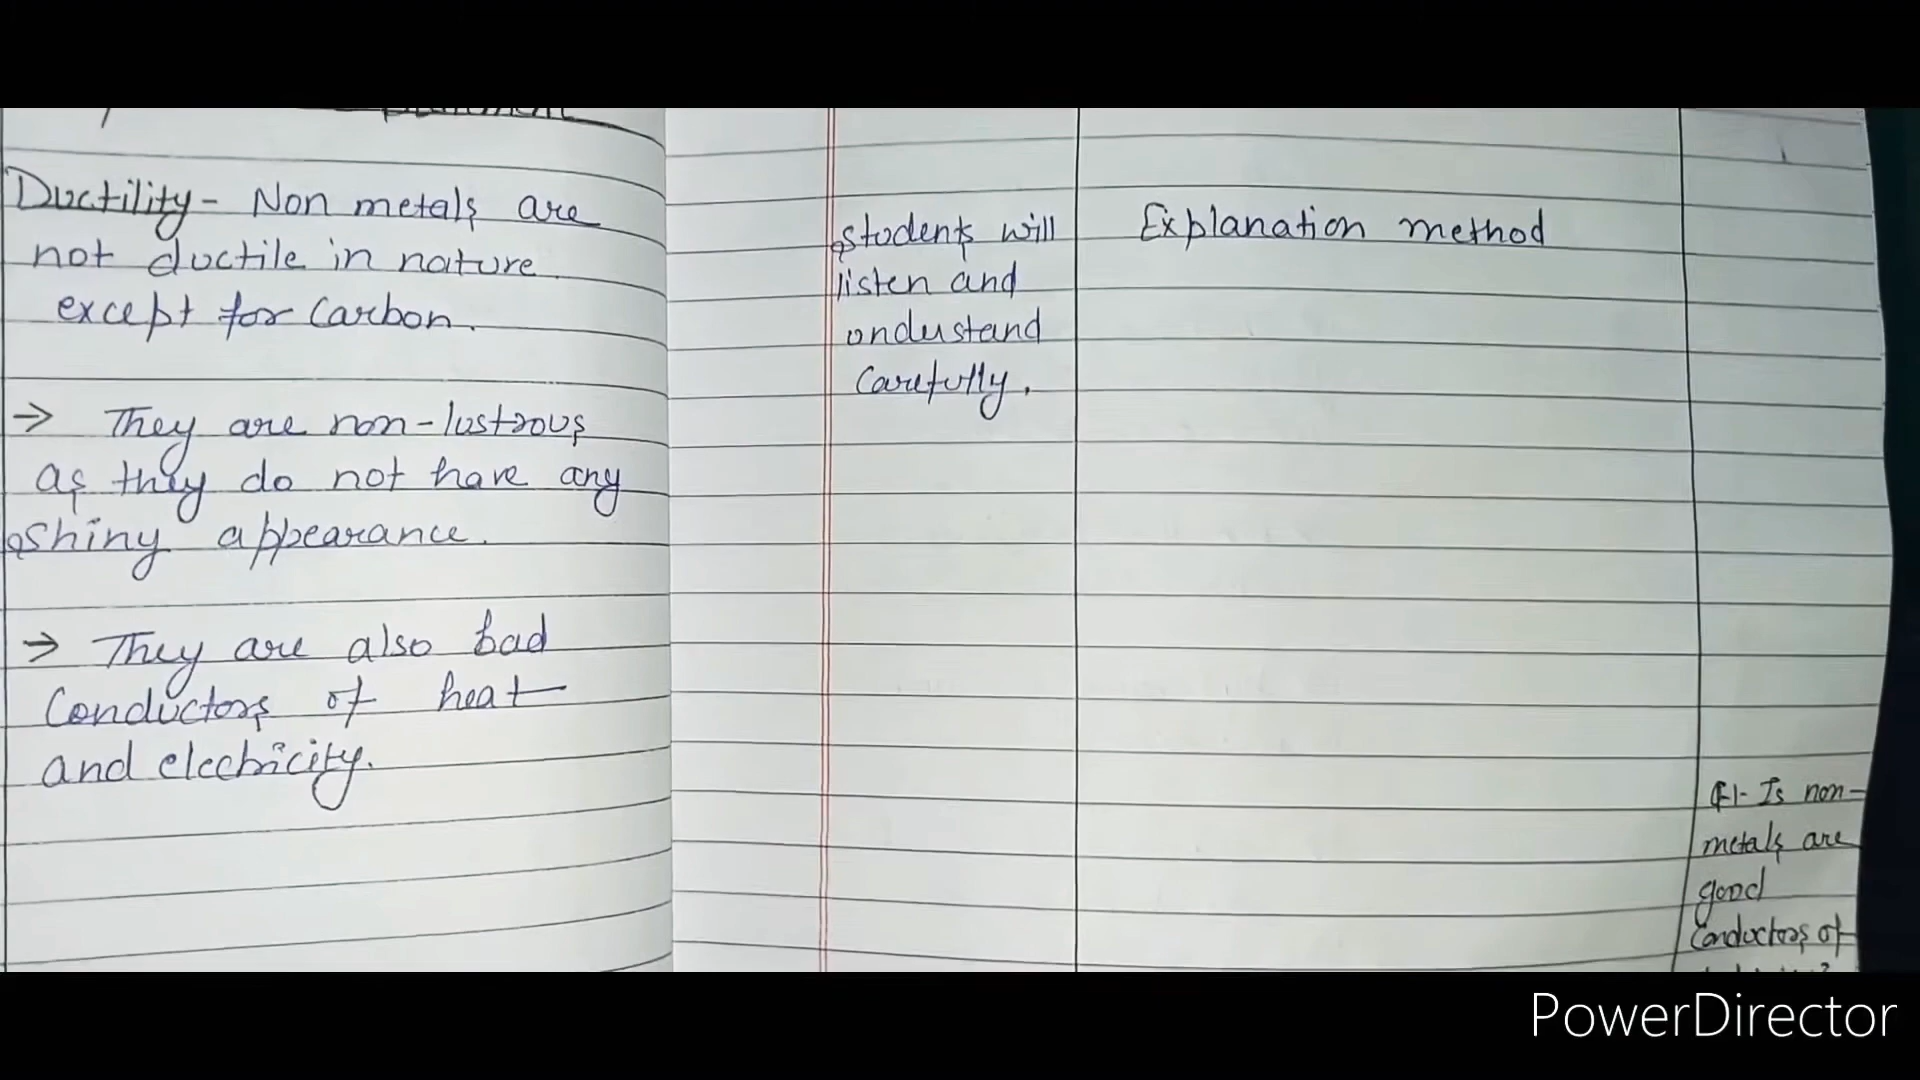 Ductility - Non metals are
not ductile in nature
except for Carbon.
→ They are non-lustrous
as they do not have any
shiny appearance.
→ They are also bad
Conductors of heat
and electricity.
students will
listen and
understand
Carefully.
Explanation method
Q1- Is non-
metals are
good
Conductors of
PowerDirector